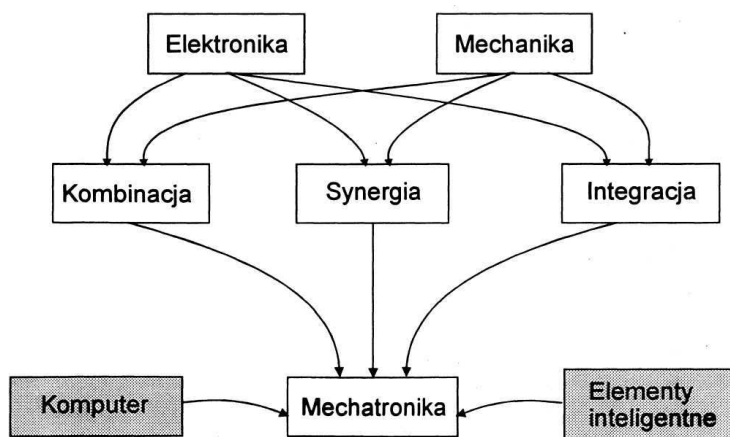 Elektronika
Mechanika
Kombinacja
Synergia
Integracja
Komputer
Mechatronika
Elementy
inteligentne